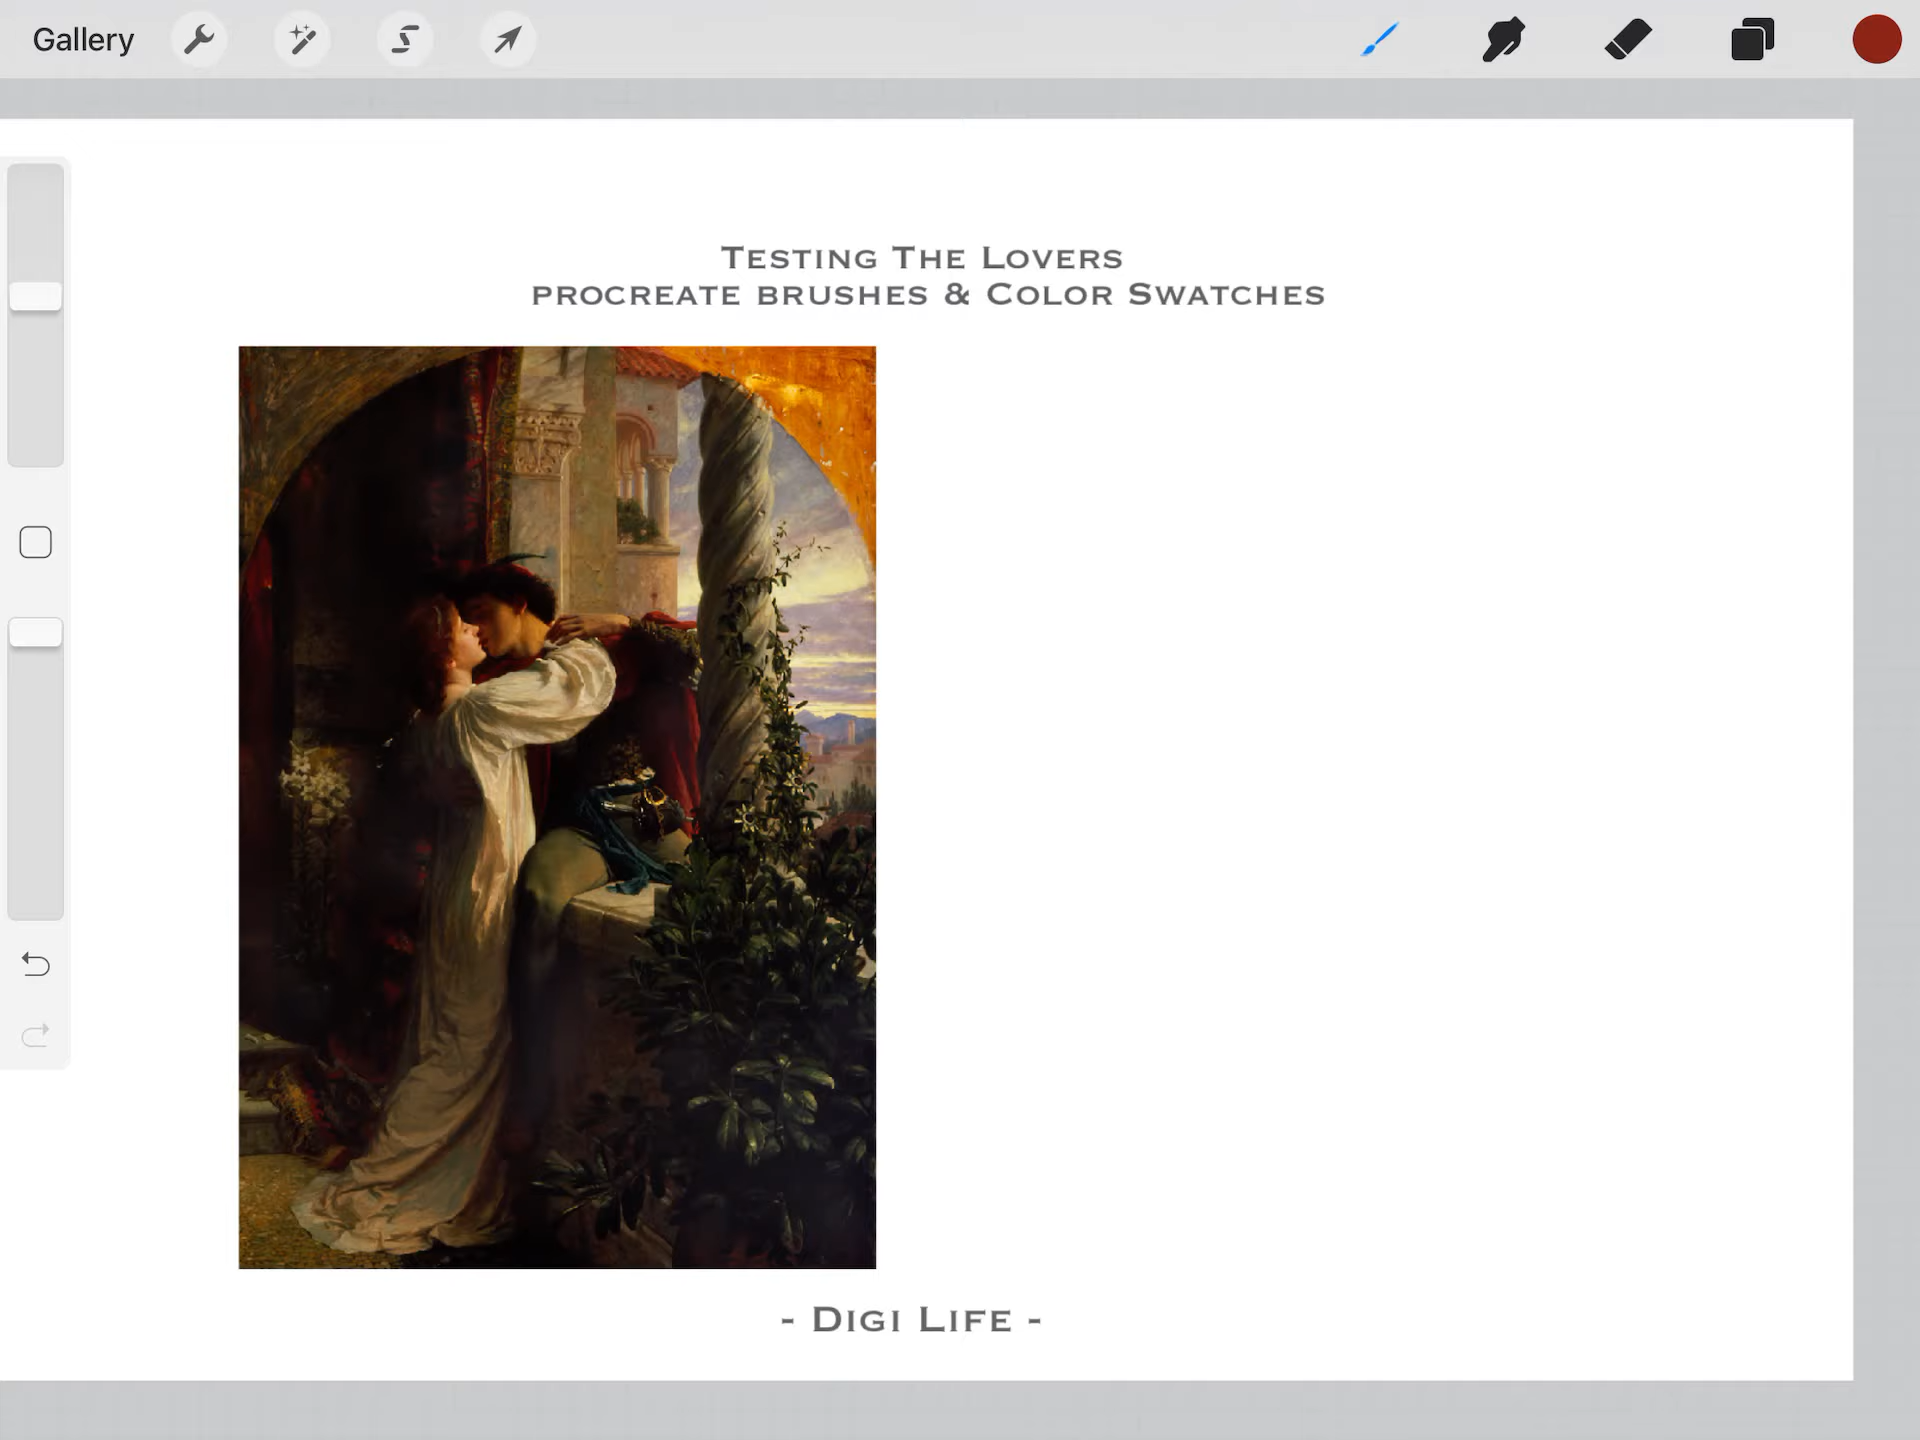 Gallery
Testing The Lovers
procreate brushes & Color Swatches
- Digi Life -